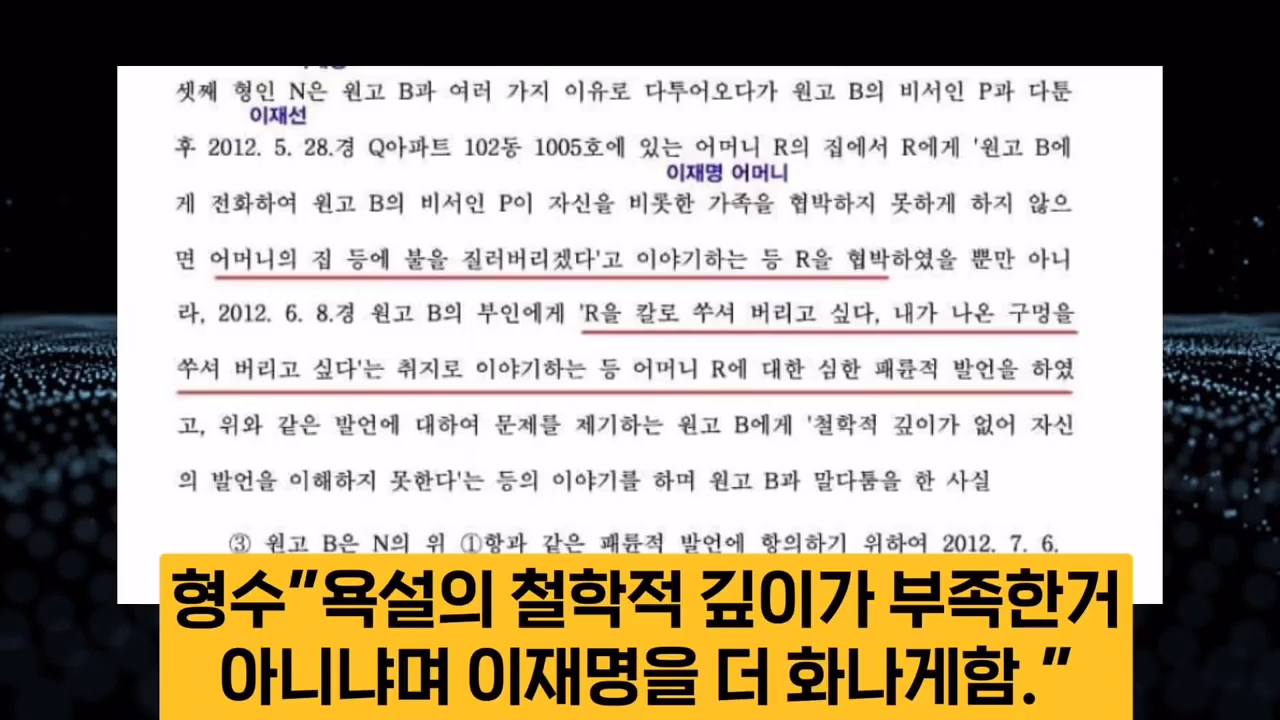 셋째 형인 N은 원고 B과 여러 가지 이유로 다투어오다가 원고 B의 비서인 P과 다툰
이재선
후 2012. 5. 28.경 Q아파트 102동 1005호에 있는 어머니 R의 집에서 R에게 '원고 B에
이재명 어머니
게 전화하여 원고 B의 비서인 P이 자신을 비롯한 가족을 협박하지 못하게 하지 않으
면 어머니의 집 등에 불을 질러버리겠다'고 이야기하는 등 R을 협박하였을 뿐만 아니
라, 2012. 6. 8.경 원고 B의 부인에게 'R을 칼로 쑤셔 버리고 싶다, 내가 나온 구멍을
쑤셔 버리고 싶다'는 취지로 이야기하는 등 어머니 R에 대한 심한 패륜적 발언을 하였
고, 위와 같은 발언에 대하여 문제를 제기하는 원고 B에게 '철학적 깊이가 없어 자신
의 발언을 이해하지 못한다'는 등의 이야기를 하며 원고 B과 말다툼을 한 사실
③ 원고 B은 N의 위 ①항과 같은 패륜적 발언에 항의하기 위하여 2012. 7. 6.
형수"욕설의 철학적 깊이가 부족한거
아니냐며 이재명을 더 화나게함."